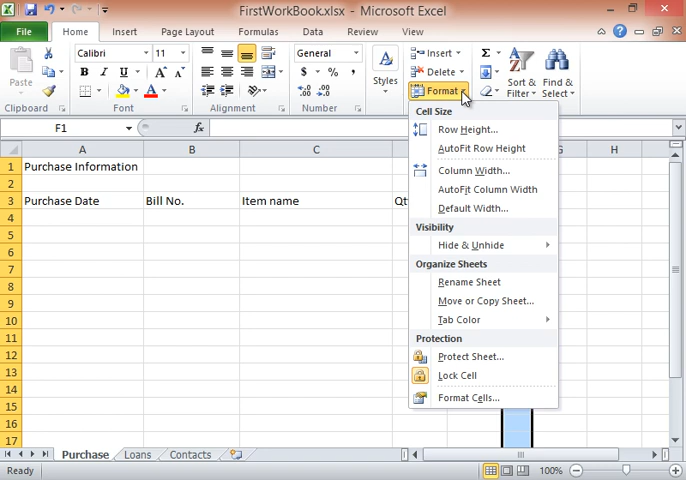 FirstWorkBook.xlsx - Microsoft Excel
File Home Insert Page Layout Formulas Data Review View
Paste
Calibri 11
B I U
General
$ % ,
Styles
Insert
Delete
Format
Σ
Sort & Filter
Find & Select
Clipboard Font Alignment Number
F1 fx
A B C G H
1 Purchase Information
2
3 Purchase Date Bill No. Item name Qt
4
5
6
7
8
9
10
11
12
13
14
15
16
17
Cell Size
Row Height...
AutoFit Row Height
Column Width...
AutoFit Column Width
Default Width...
Visibility
Hide & Unhide
Organize Sheets
Rename Sheet
Move or Copy Sheet...
Tab Color
Protection
Protect Sheet...
Lock Cell
Format Cells...
Purchase Loans Contacts
Ready 100%